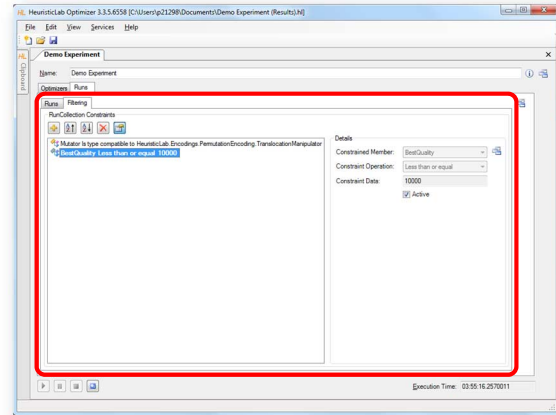 HeuristicLab Optimizer 3.3.5.6558 [C:\Users\p21298\Documents\Demo Experiment (Results).hl]
File Edit View Services Help
Demo Experiment
Clipboard
Name: Demo Experiment
Optimizers Runs
Runs Filtering
RunCollection Constraints
Mutator Is type compatible to HeuristicLab.Encodings.PermutationEncoding.TranslocationManipulator
BestQuality Less than or equal 10000
Details
Constrained Member: BestQuality
Constraint Operation: Less than or equal
Constraint Data: 10000
Active
Execution Time: 03:55:16.2570011